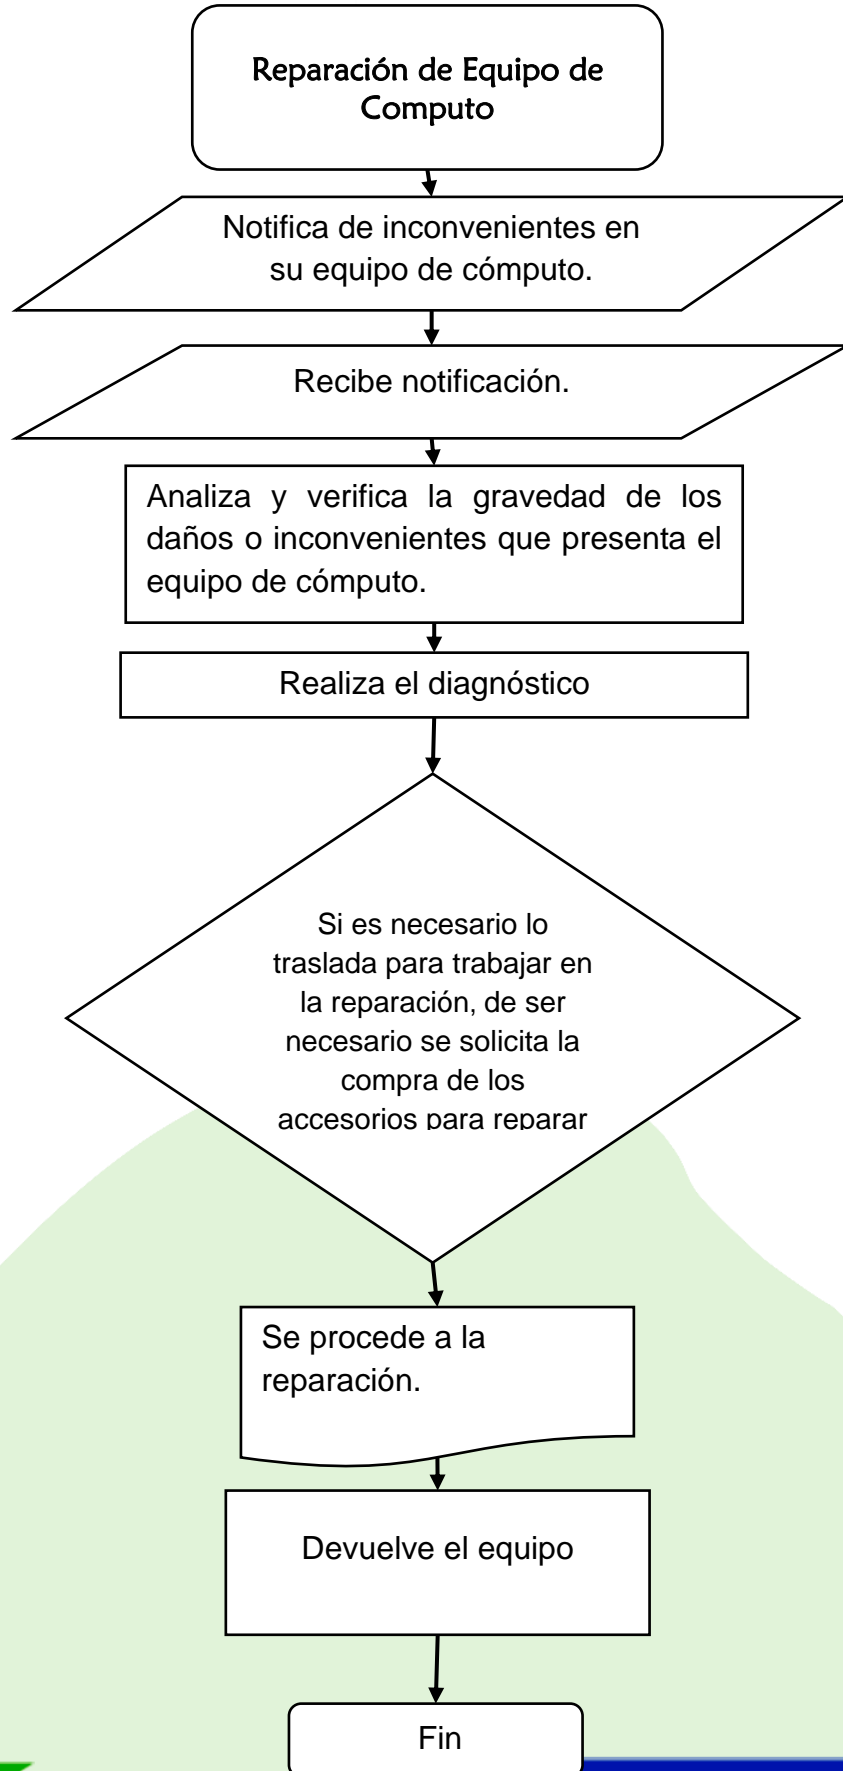 Reparación de Equipo de
Computo
Notifica de inconvenientes en
su equipo de cómputo.
Recibe notificación.
Analiza y verifica la gravedad de los
daños o inconvenientes que presenta el
equipo de cómputo.
Realiza el diagnóstico
Si es necesario lo
traslada para trabajar en
la reparación, de ser
necesario se solicita la
compra de los
accesorios para reparar
Se procede a la
reparación.
Devuelve el equipo
Fin